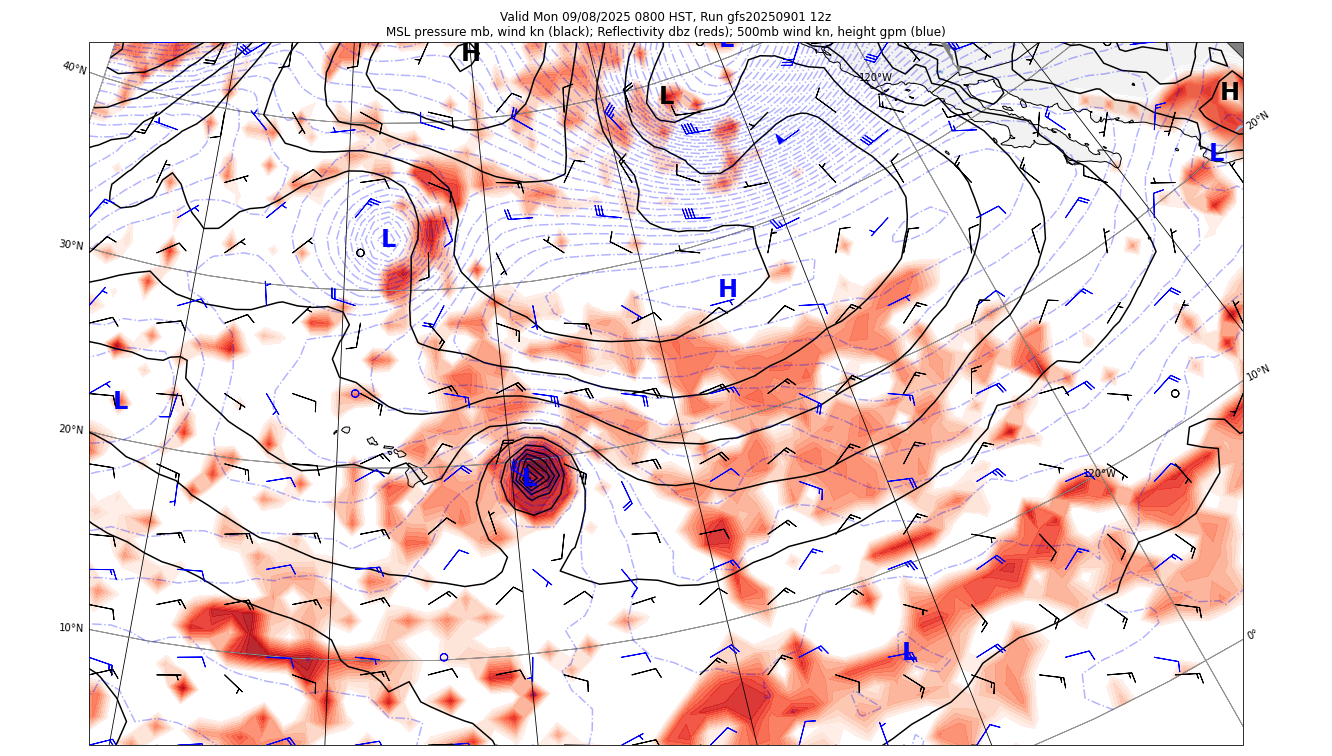 Valid Mon 09/08/2025 0800 HST, Run gfs20250901 12z
MSL pressure mb, wind kn (black); Reflectivity dbz (reds); 500mb wind kn, height gpm (blue)
H
L
40°N
120°W
L
H
20°N
L
30°N
L
H
10°N
L
20°N
120°W
L
10°N
0°
L